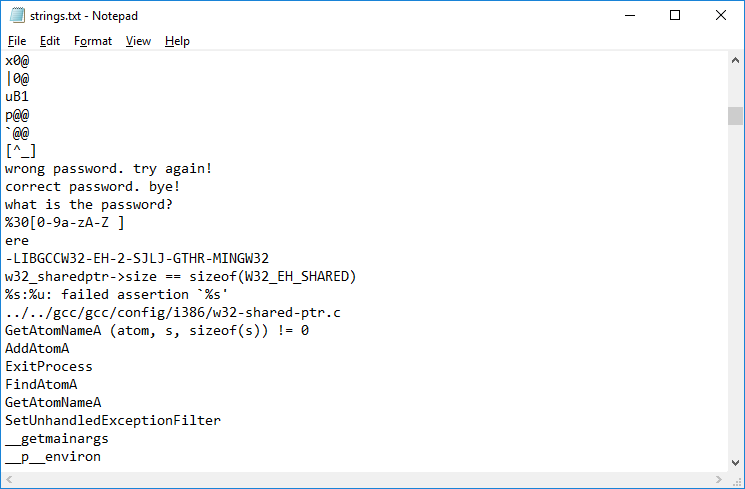 strings.txt - Notepad
File Edit Format View Help
x0@
|0@
uB1
p@@
`@@
[^_]
wrong password. try again!
correct password. bye!
what is the password?
%30[0-9a-zA-Z ]
ere
-LIBGCCW32-EH-2-SJLJ-GTHR-MINGW32
w32_sharedptr->size == sizeof(W32_EH_SHARED)
%s:%u: failed assertion `%s'
../../gcc/gcc/config/i386/w32-shared-ptr.c
GetAtomNameA (atom, s, sizeof(s)) != 0
AddAtomA
ExitProcess
FindAtomA
GetAtomNameA
SetUnhandledExceptionFilter
__getmainargs
__p__environ